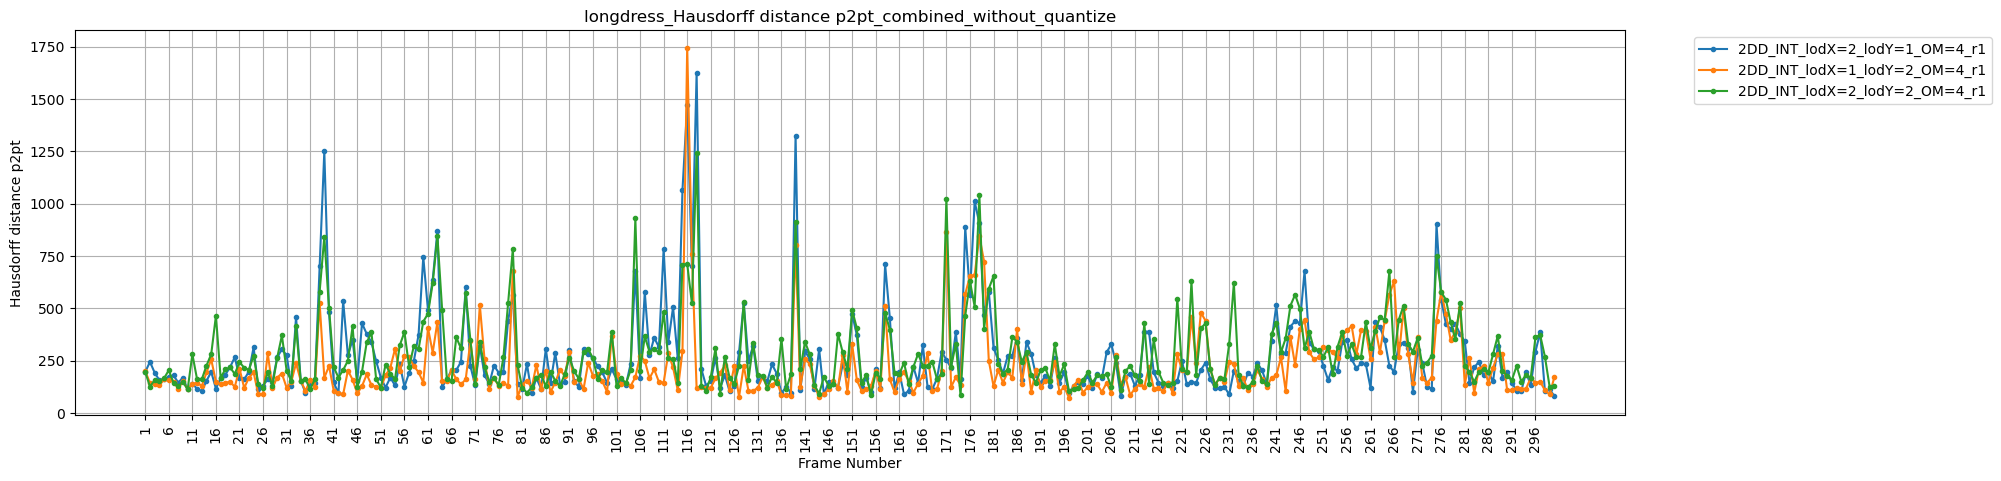 longdress_Hausdorff distance p2pt_combined_without_quantize
2DD_INT_lodX=2_lodY=1_OM=4_r1
2DD_INT_lodX=1_lodY=2_OM=4_r1
2DD_INT_lodX=2_lodY=2_OM=4_r1
Hausdorff distance p2pt
1750
1500
1250
1000
750
500
250
0
1 6 11 16 21 26 31 36 41 46 51 56 61 66 71 76 81 86 91 96 101 106 111 116 121 126 131 136 141 146 151 156 161 166 171 176 181 186 191 196 201 206 211 216 221 226 231 236 241 246 251 256 261 266 271 276 281 286 291 296
Frame Number